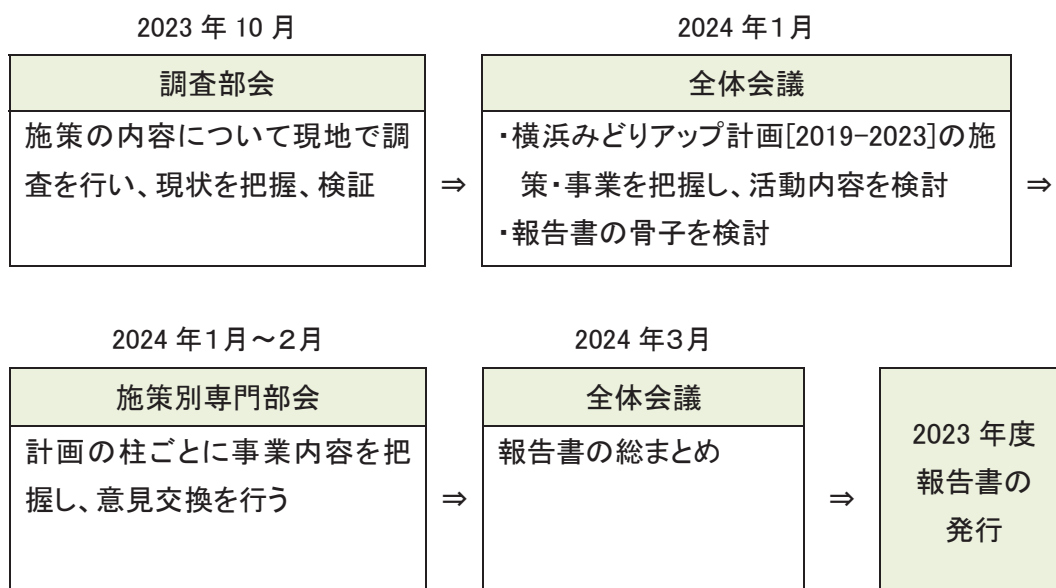 2023 年 10 月
調査部会
施策の内容について現地で調
査を行い、現状を把握、検証
⇒
2024 年１月
全体会議
・横浜みどりアップ計画[2019-2023]の施
策・事業を把握し、活動内容を検討
・報告書の骨子を検討
⇒
2024 年１月～２月
施策別専門部会
計画の柱ごとに事業内容を把
握し、意見交換を行う
⇒
2024 年３月
全体会議
報告書の総まとめ
⇒
2023 年度
報告書の
発行